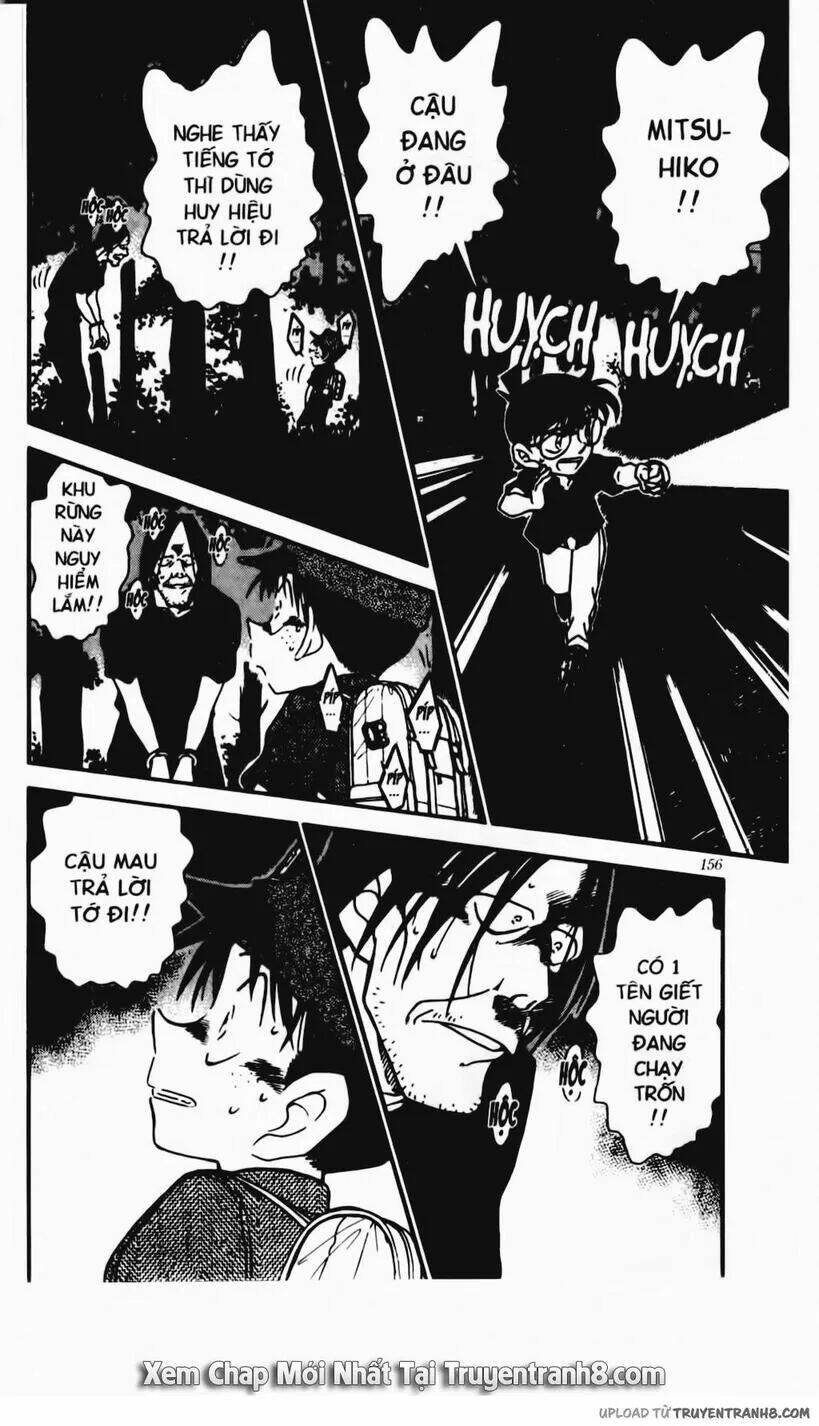 MITSU-
HIKO
!!
CẬU
ĐANG
Ở ĐÂU
!!
HUỴCH
HUỴCH
NGHE THẤY
TIẾNG TỚ
THÌ DÙNG
HUY HIỆU
TRẢ LỜI ĐI
!!
HỘC
HỘC
KHU
RỪNG
NÀY
NGUY
HIỂM
LẮM!!
HỘC
HỘC
HỘC
PÍP
...
PÍP
...
PÍP
...
156
CÓ 1
TÊN GIẾT
NGƯỜI
ĐANG
CHẠY
TRỐN
!!
HỘC
HỘC
CẬU MAU
TRẢ LỜI
TỚ ĐI!!
Xem Chap Mới Nhất Tại Truyentranh8.com
UPLOAD TỪ TRUYENTRANH8.COM